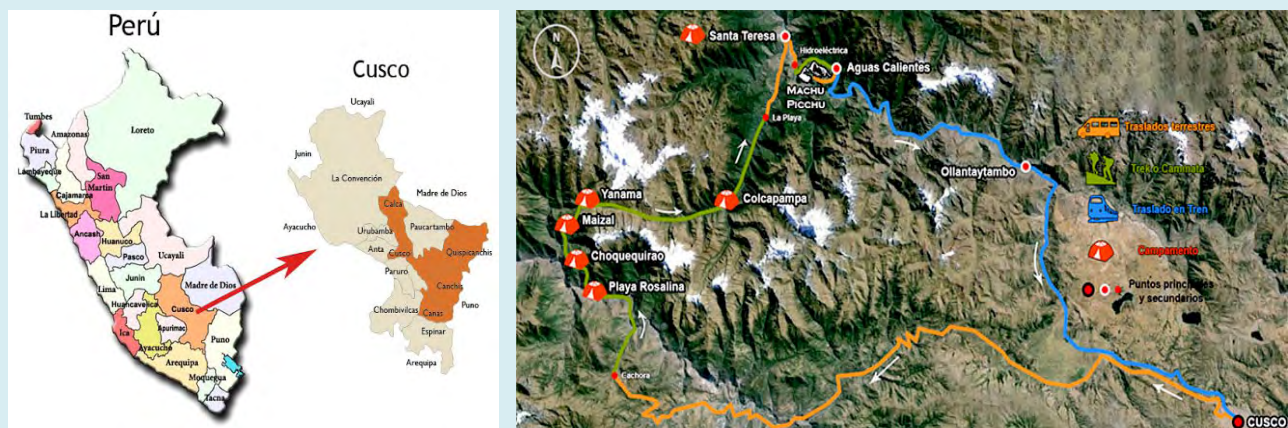 Perú
Tumbes
Piura
Amazonas
Loreto
Lambayeque
Cajamarca
San
Martin
La Libertad
Ancash
Huanuco
Pasco
Ucayali
Lima
Junin
Madre de Dios
Huancavelica
Cusco
Ica
Apurimac
Ayacucho
Puno
Arequipa
Moquegua
Tacna
Cusco
Ucayali
Junin
La Convención
Madre de Dios
Calca
Ayacucho
Urubamba
Paucartambo
Anta
Cusco
Quispicanchis
Paruro
Canchis
Chombivilcas
Canas
Puno
Espinar
Arequipa
N
Santa Teresa
Hidroeléctrica
Aguas Calientes
MACHU
PICCHU
La Playa
Ollantaytambo
Yanama
Colcapampa
Maizal
Choquequirao
Playa Rosalina
Cachora
CUSCO
Traslados terrestres
Trek o Caminata
Traslado en Tren
Campamento
Puntos principales
y secundarios